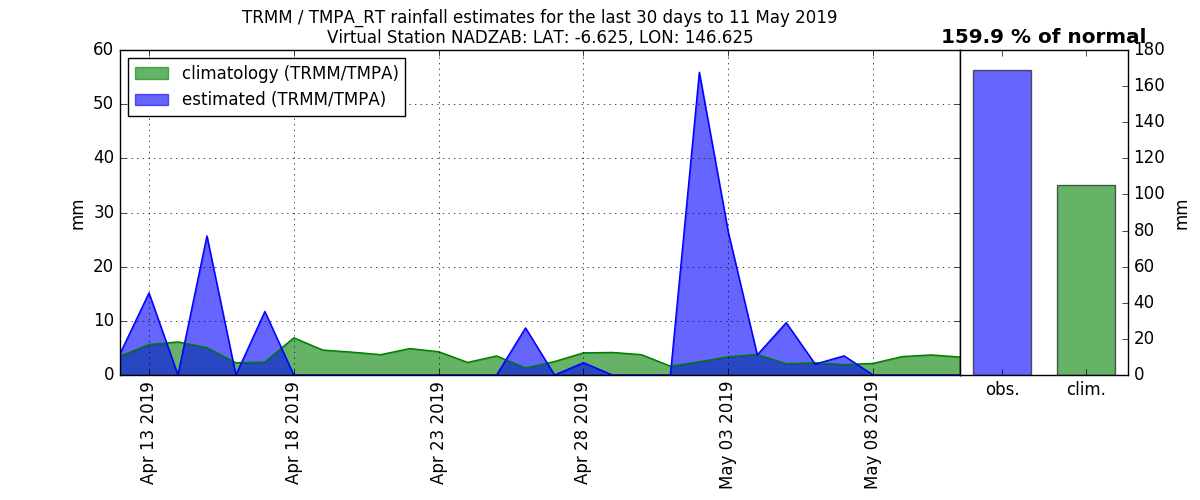 TRMM / TMPA_RT rainfall estimates for the last 30 days to 11 May 2019
Virtual Station NADZAB: LAT: -6.625, LON: 146.625
159.9 % of normal
climatology (TRMM/TMPA)
estimated (TRMM/TMPA)
mm
60
50
40
30
20
10
0
Apr 13 2019
Apr 18 2019
Apr 23 2019
Apr 28 2019
May 03 2019
May 08 2019
obs.
clim.
180
160
140
120
100
80
60
40
20
0
mm